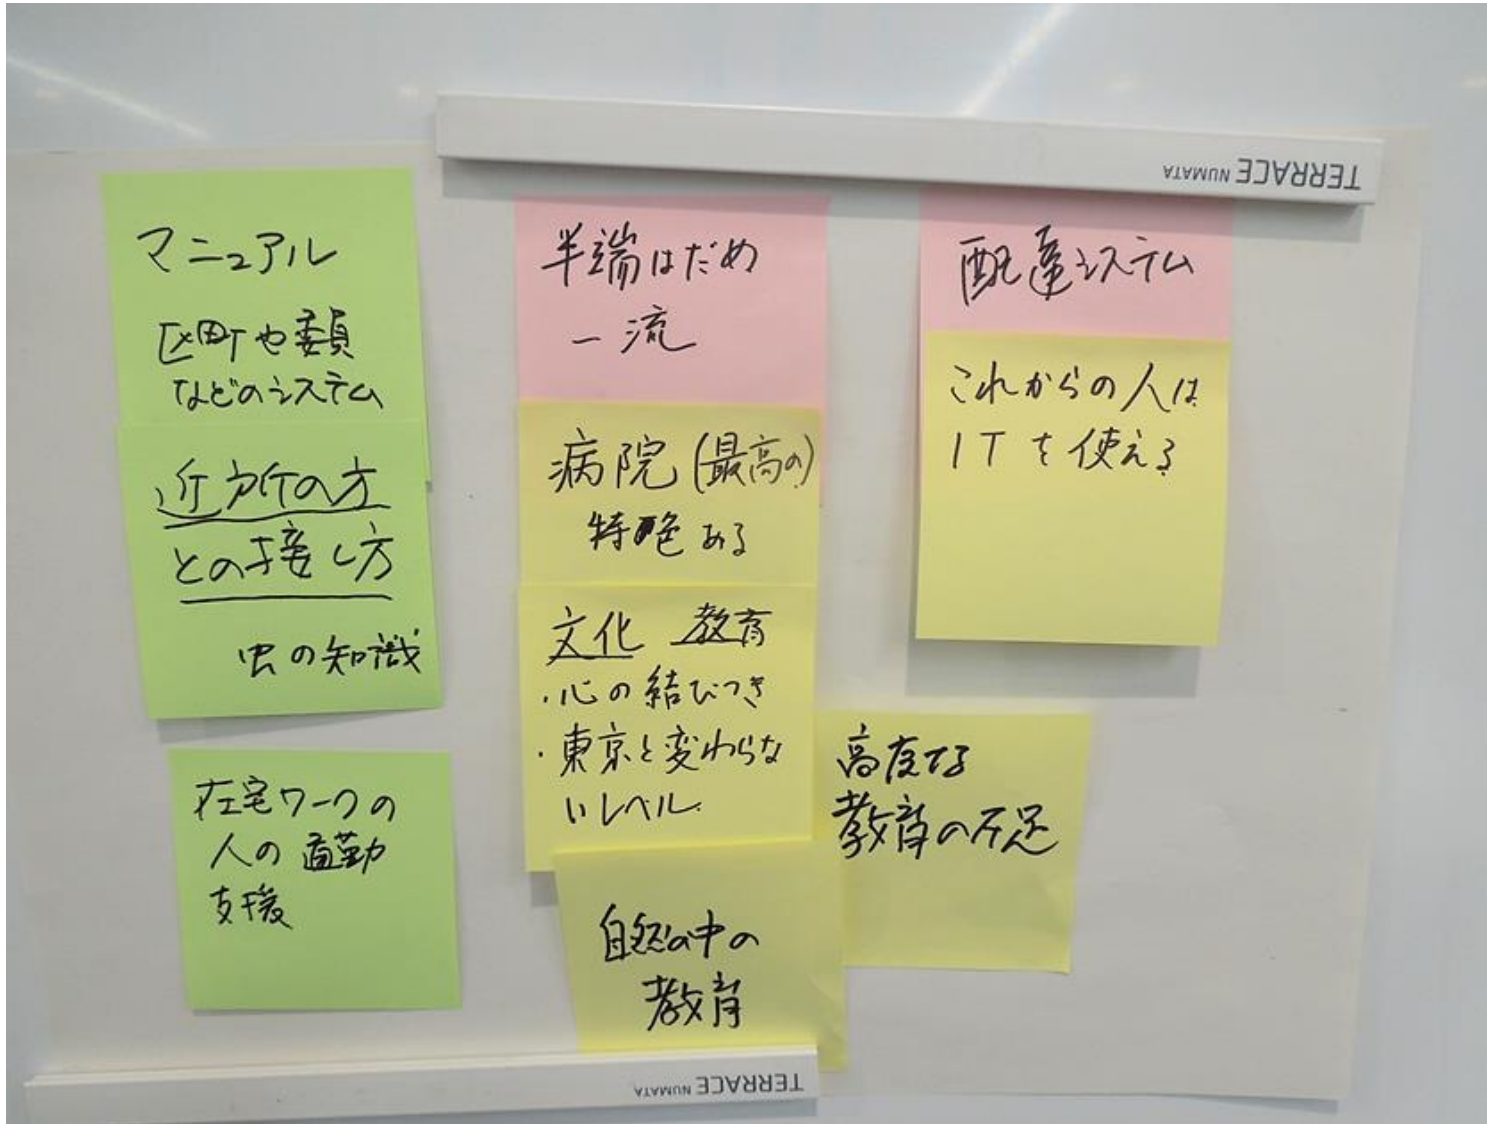 TERRACE NUMATA
マニュアル
区町や委員
などのシステム
近所の方
との接し方
虫の知識
在宅ワークの
人の通勤
支援
半端はだめ
一流
病院(最高の)
特色ある
文化 教育
・心の結びつき
・東京と変わらな
いレベル
自然の中の
教育
配達システム
これからの人は
ITを使える
高度な
教育の不足
TERRACE NUMATA